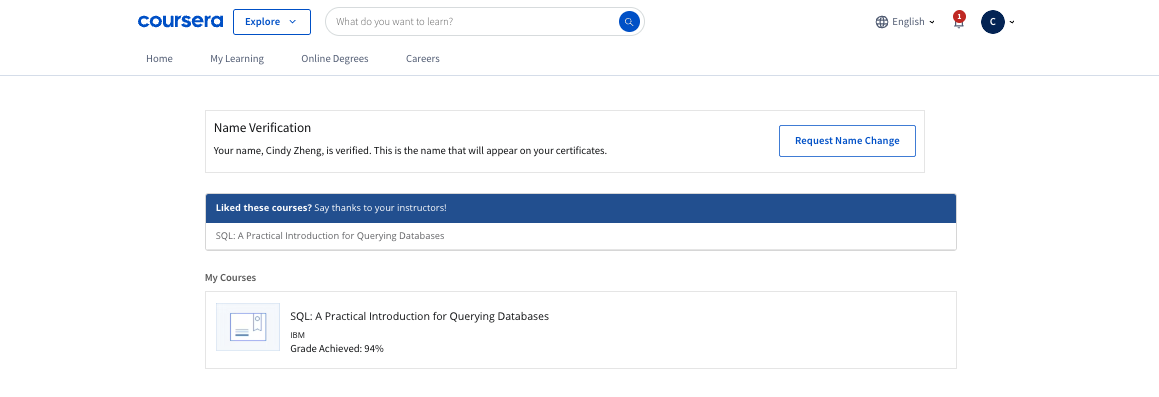 coursera
Explore
What do you want to learn?
English
1
C
Home
My Learning
Online Degrees
Careers
Name Verification
Your name, Cindy Zheng, is verified. This is the name that will appear on your certificates.
Request Name Change
Liked these courses? Say thanks to your instructors!
SQL: A Practical Introduction for Querying Databases
My Courses
SQL: A Practical Introduction for Querying Databases
IBM
Grade Achieved: 94%